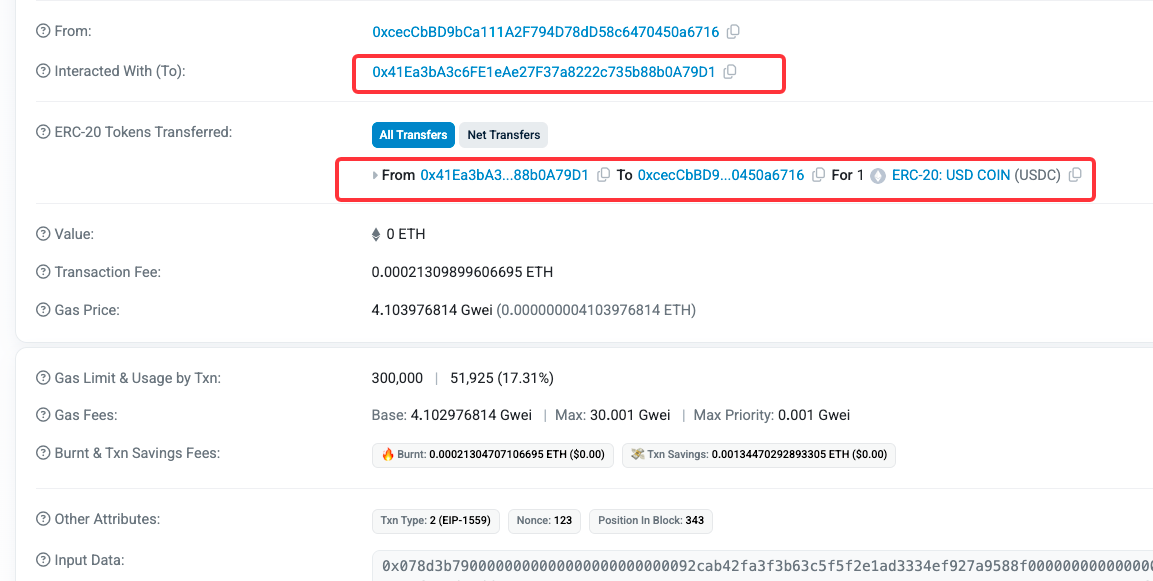 From: 0xcecCbBD9bCa111A2F794D78dD58c6470450a6716
Interacted With (To): 0x41Ea3bA3c6FE1eAe27F37a8222c735b88b0A79D1
ERC-20 Tokens Transferred: All Transfers Net Transfers
From 0x41Ea3bA3...88b0A79D1 To 0xcecCbBD9...0450a6716 For 1 ERC-20: USD COIN (USDC)
Value: 0 ETH
Transaction Fee: 0.00021309899606695 ETH
Gas Price: 4.103976814 Gwei (0.000000004103976814 ETH)
Gas Limit & Usage by Txn: 300,000 | 51,925 (17.31%)
Gas Fees: Base: 4.102976814 Gwei | Max: 30.001 Gwei | Max Priority: 0.001 Gwei
Burnt & Txn Savings Fees: 🔥 Burnt: 0.00021304707106695 ETH ($0.00) 💸 Txn Savings: 0.00134470292893305 ETH ($0.00)
Other Attributes: Txn Type: 2 (EIP-1559) Nonce: 123 Position In Block: 343
Input Data: 0x078d3b79000000000000000000000000092cab42fa3f3b63c5f5f2e1ad3334ef927a9588f00000000000000